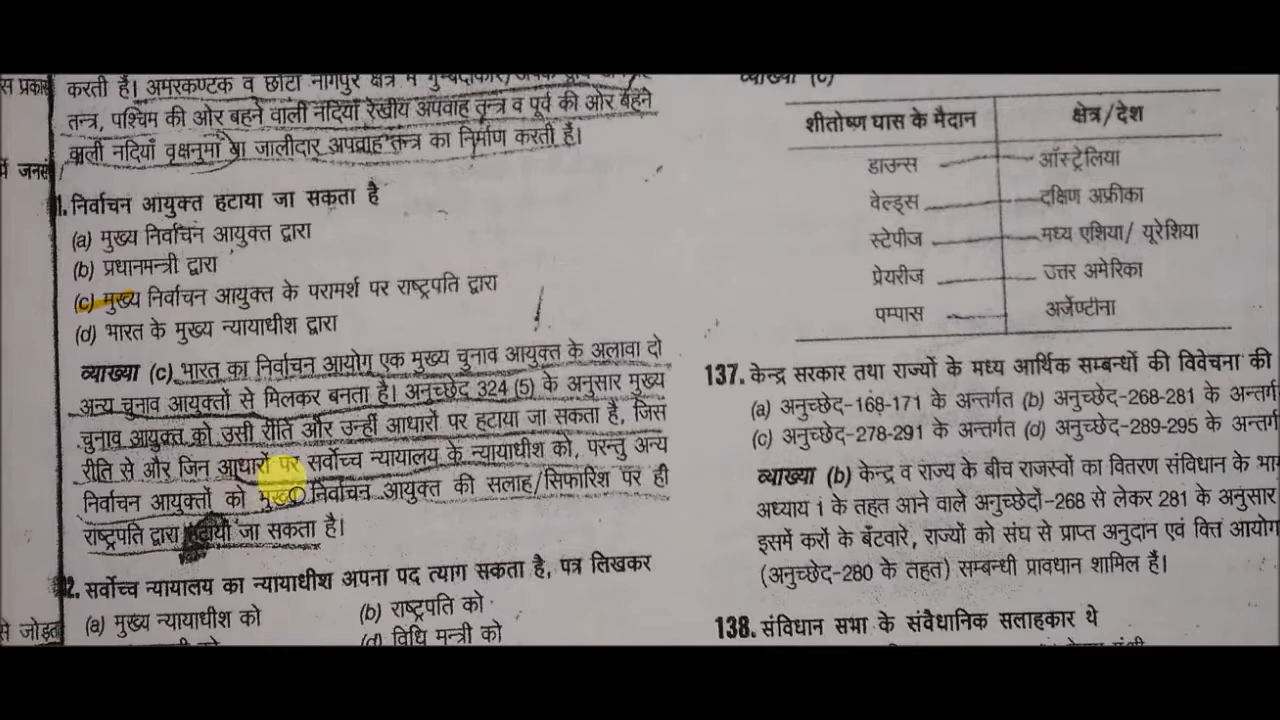 स प्रकार
में जनसं
से जोड़ता
करती है। अमरकण्टक व छोटा नागपुर क्षेत्र में गुम्बदाकार/
तन्त्र, पश्चिम की ओर बहने वाली नदियाँ रेखीय अपवाह तन्त्र व पूर्व की ओर बहने
वाली नदियाँ वृक्षनुमा या जालीदार अपवाह तन्त्र का निर्माण करती हैं।
1. निर्वाचन आयुक्त हटाया जा सकता है
(a) मुख्य निर्वाचन आयुक्त द्वारा
(b) प्रधानमन्त्री द्वारा
(c) मुख्य निर्वाचन आयुक्त के परामर्श पर राष्ट्रपति द्वारा
(d) भारत के मुख्य न्यायाधीश द्वारा
व्याख्या (c) भारत का निर्वाचन आयोग एक मुख्य चुनाव आयुक्त के अलावा दो
अन्य चुनाव आयुक्तों से मिलकर बनता है। अनुच्छेद 324 (5) के अनुसार मुख्य
चुनाव आयुक्त को उसी रीति और उन्हीं आधारों पर हटाया जा सकता है, जिस
रीति से और जिन आधारों पर सर्वोच्च न्यायालय के न्यायाधीश को, परन्तु अन्य
निर्वाचन आयुक्तों को मुख्य निर्वाचन आयुक्त की सलाह/सिफारिश पर ही
राष्ट्रपति द्वारा हटाया जा सकता है।
2. सर्वोच्च न्यायालय का न्यायाधीश अपना पद त्याग सकता है, पत्र लिखकर
(a) मुख्य न्यायाधीश को (b) राष्ट्रपति को
(d) विधि मन्त्री को
व्याख्या (c)
शीतोष्ण घास के मैदान क्षेत्र/देश
डाउन्स ऑस्ट्रेलिया
वेल्ड्स दक्षिण अफ्रीका
स्टेपीज मध्य एशिया/ यूरेशिया
प्रेयरीज उत्तर अमेरिका
पम्पास अर्जेण्टीना
137. केन्द्र सरकार तथा राज्यों के मध्य आर्थिक सम्बन्धों की विवेचना की
(a) अनुच्छेद-168-171 के अन्तर्गत (b) अनुच्छेद-268-281 के अन्तर्ग
(c) अनुच्छेद-278-291 के अन्तर्गत (d) अनुच्छेद-289-295 के अन्तर्ग
व्याख्या (b) केन्द्र व राज्य के बीच राजस्वों का वितरण संविधान के भा
अध्याय 1 के तहत आने वाले अनुच्छेदों-268 से लेकर 281 के अनुसार
इसमें करों के बँटवारे, राज्यों को संघ से प्राप्त अनुदान एवं वित्त आयोग
(अनुच्छेद-280 के तहत) सम्बन्धी प्रावधान शामिल हैं।
138. संविधान सभा के संवैधानिक सलाहकार थे